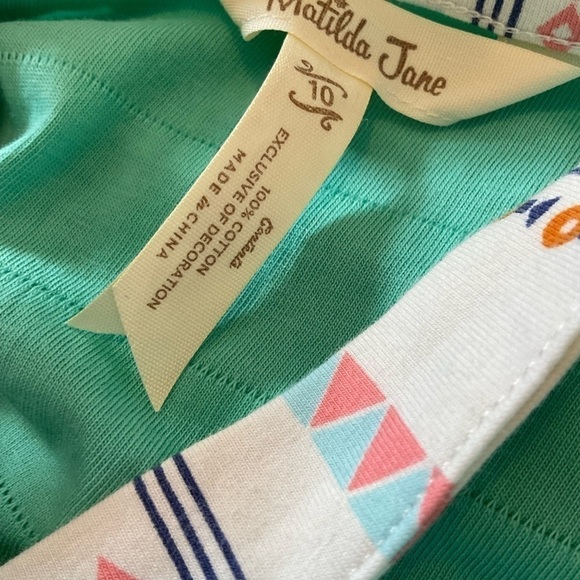 Matilda Jane
10
Contents
100% COTTON
EXCLUSIVE OF DECORATION
MADE in CHINA